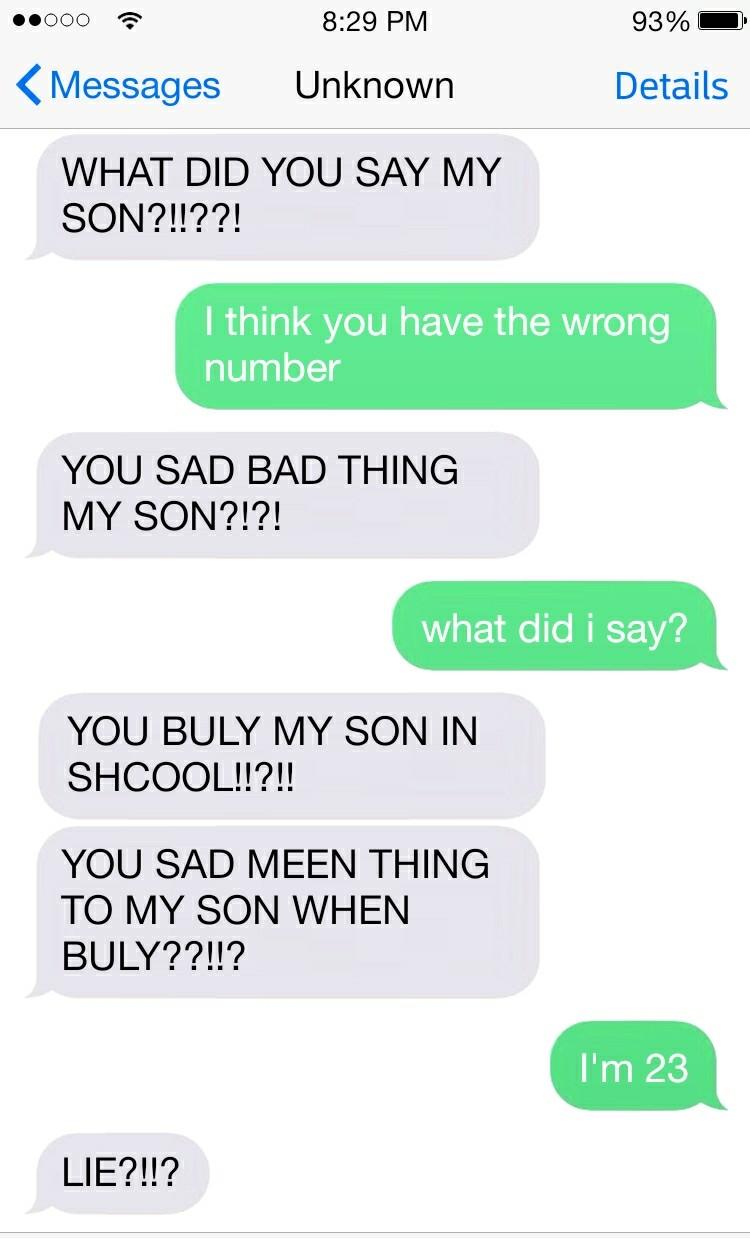 8:29 PM
93%
Messages
Unknown
Details
WHAT DID YOU SAY MY
SON?!!??!
I think you have the wrong
number
YOU SAD BAD THING
MY SON?!?!
what did i say?
YOU BULY MY SON IN
SHCOOL!!?!!
YOU SAD MEEN THING
TO MY SON WHEN
BULY??!!?
I'm 23
LIE?!!?